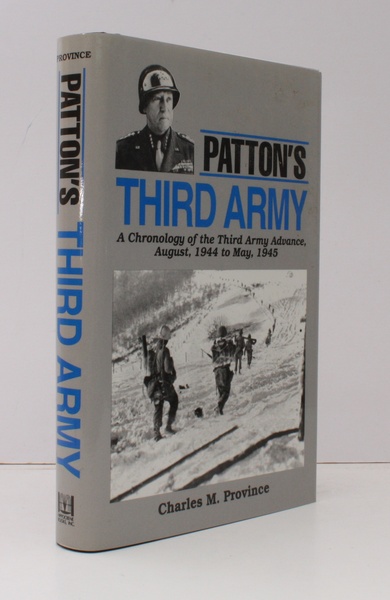 PROVINCE
PATTON'S
THIRD ARMY
PATTON'S
THIRD ARMY
A Chronology of the Third Army Advance,
August, 1944 to May, 1945
Charles M. Province